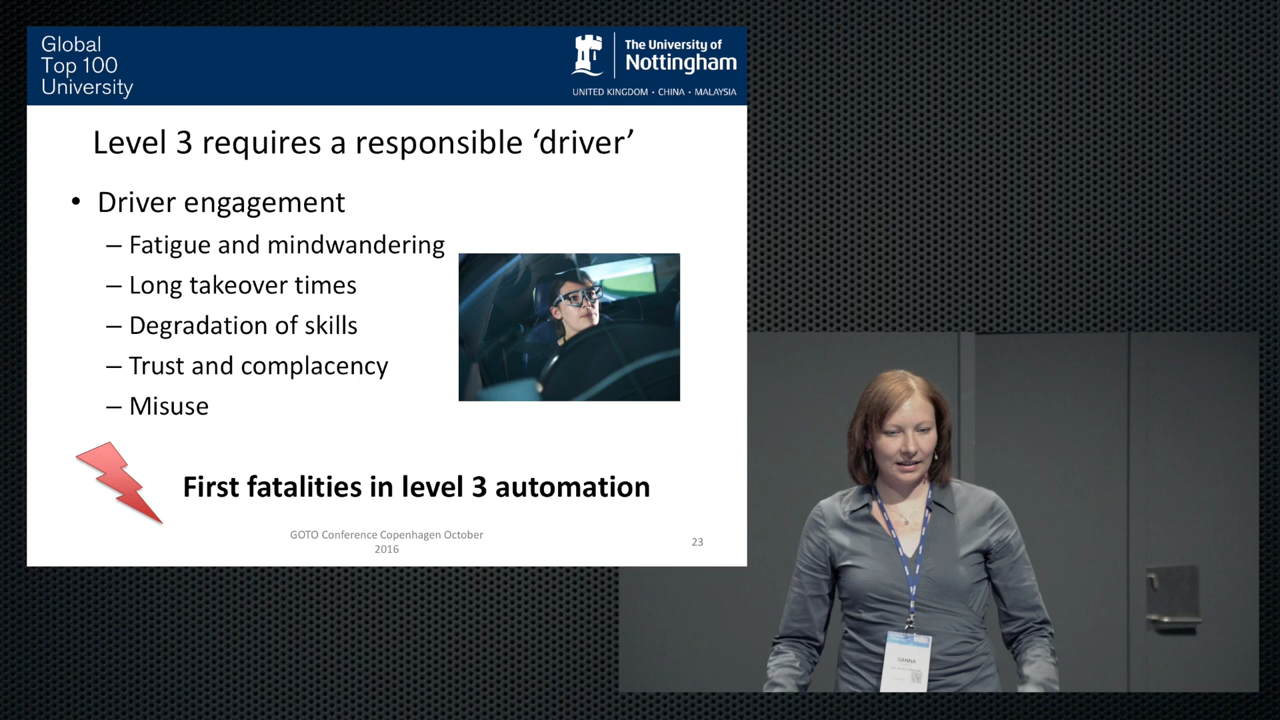 Global
Top 100
University
The University of
Nottingham
UNITED KINGDOM • CHINA • MALAYSIA
Level 3 requires a responsible ‘driver’
• Driver engagement
– Fatigue and mindwandering
– Long takeover times
– Degradation of skills
– Trust and complacency
– Misuse
First fatalities in level 3 automation
GOTO Conference Copenhagen October
2016
23
GANNA